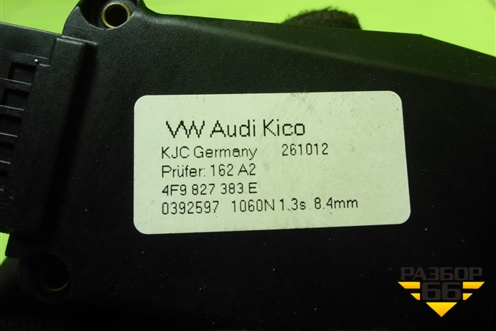 VW Audi Kico
KJC Germany 261012
Prüfer: 162 A2
4F9 827 383 E
0392597 1060N 1.3s 8.4mm
РАЗБОР
66